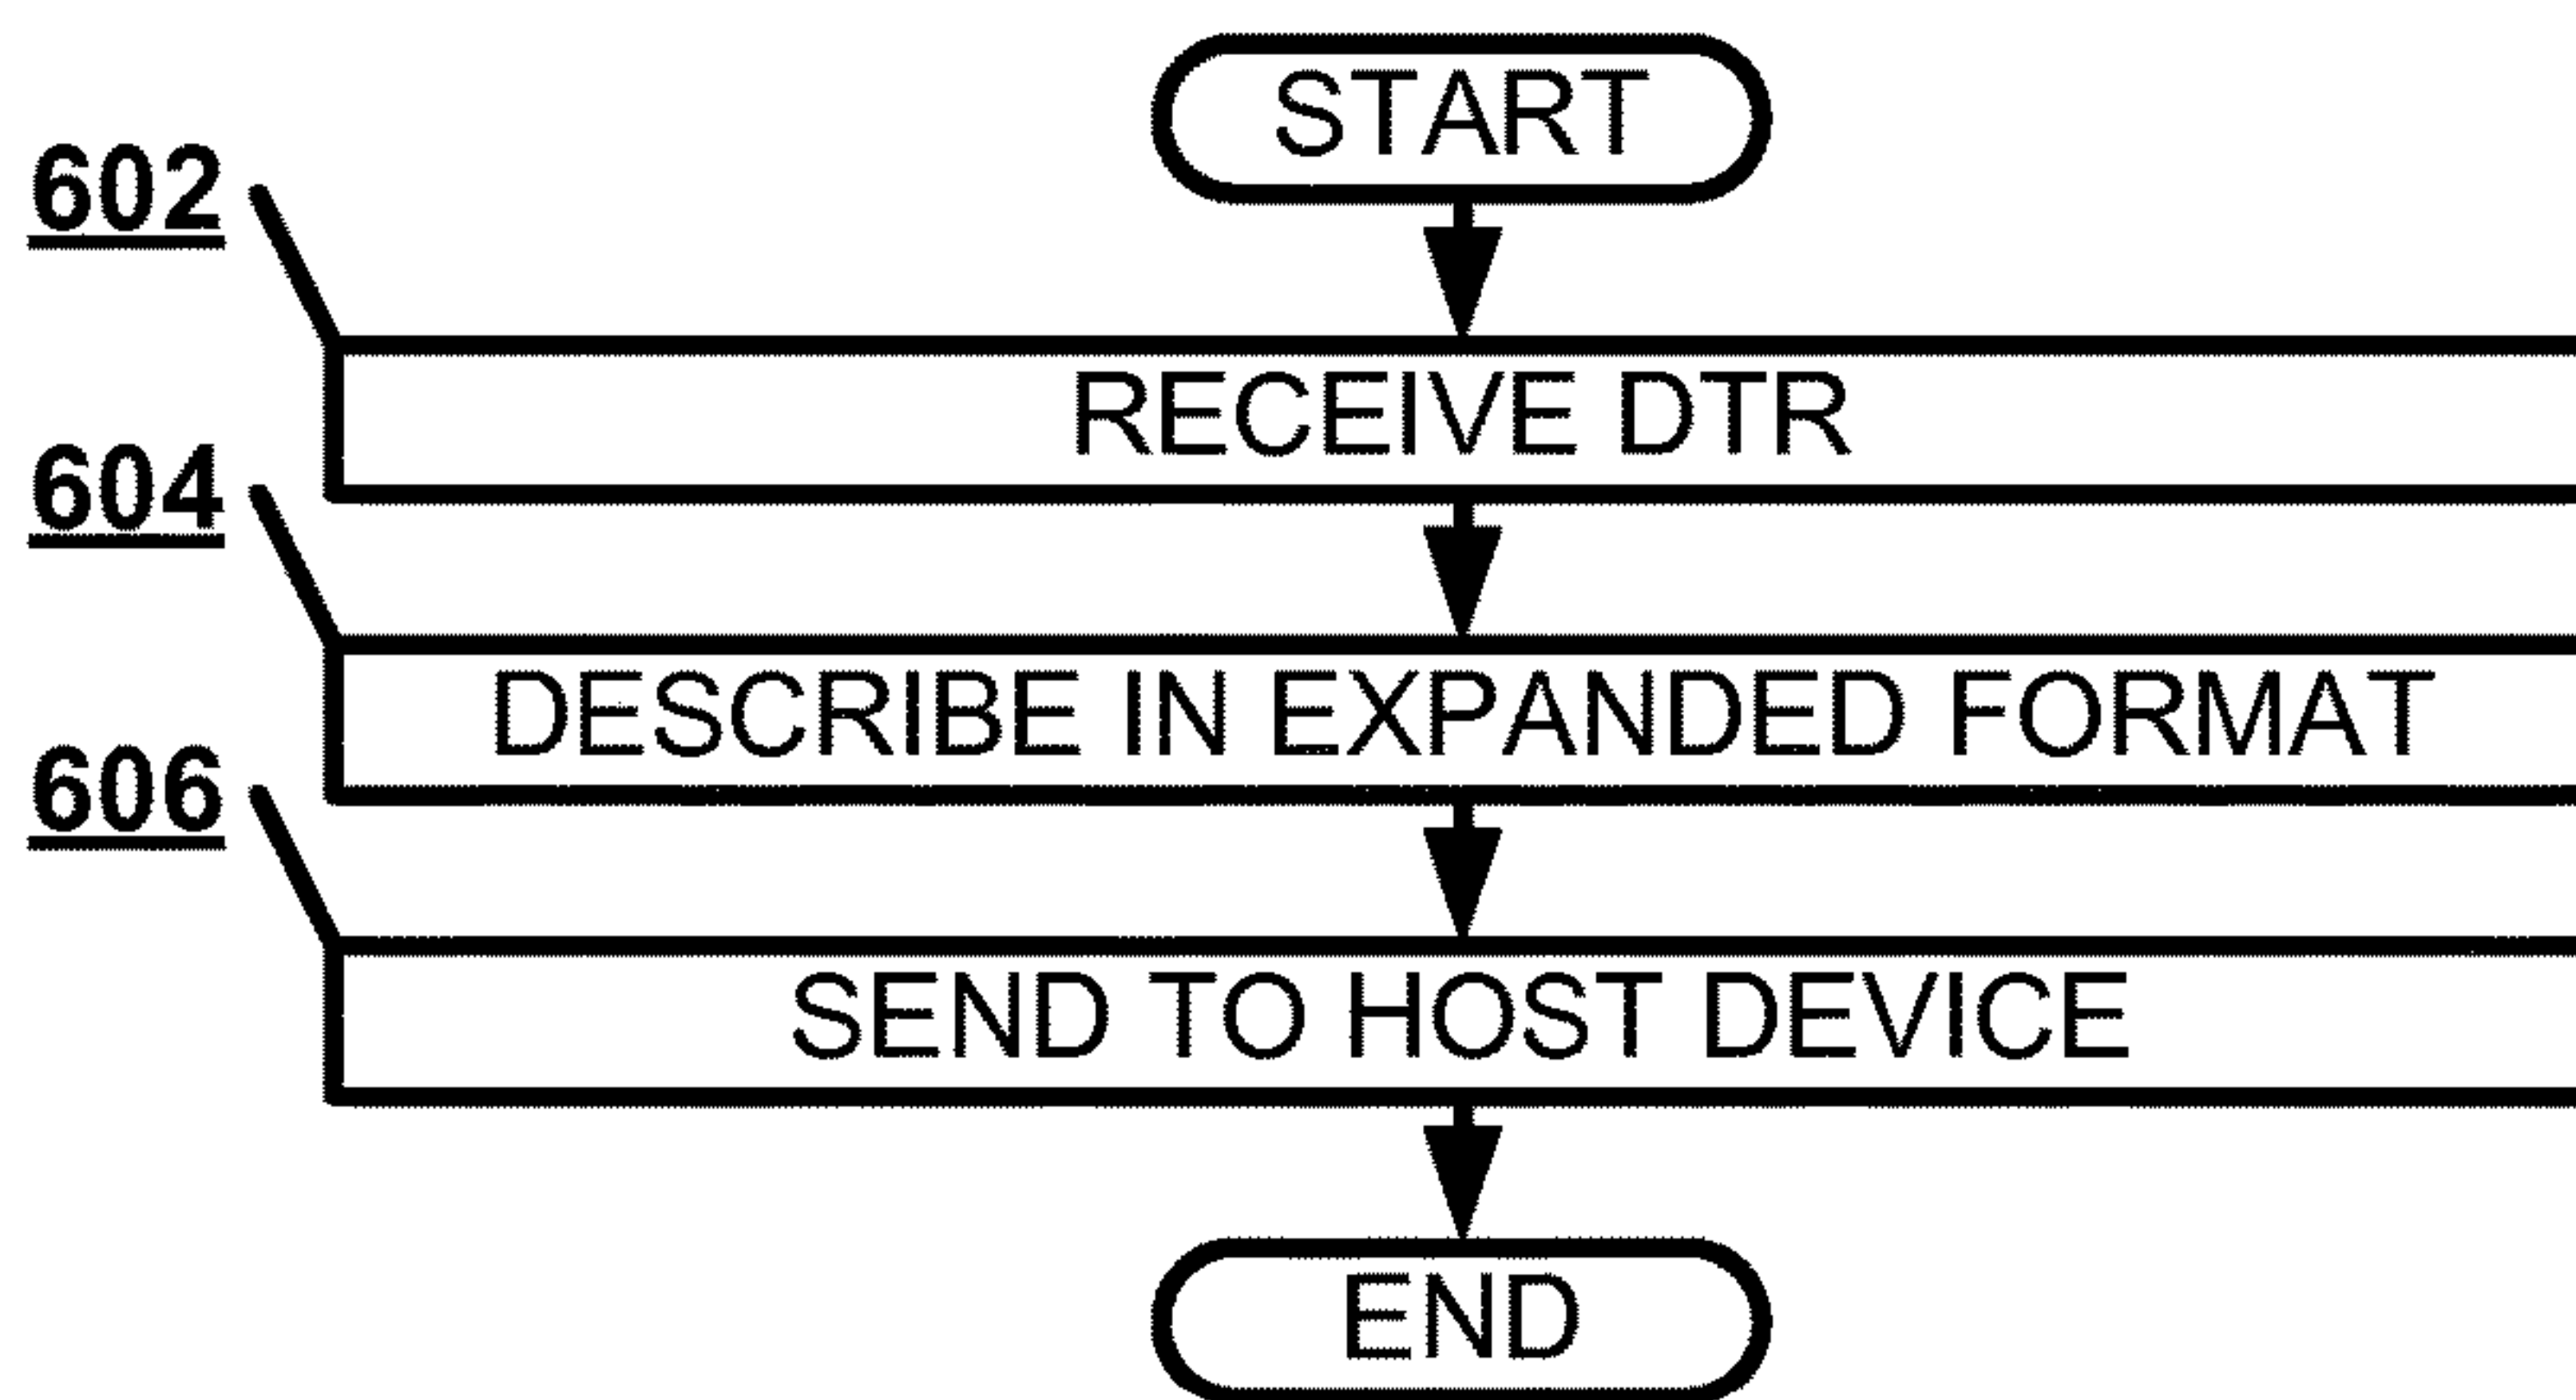 START
602
RECEIVE DTR
604
DESCRIBE IN EXPANDED FORMAT
606
SEND TO HOST DEVICE
END